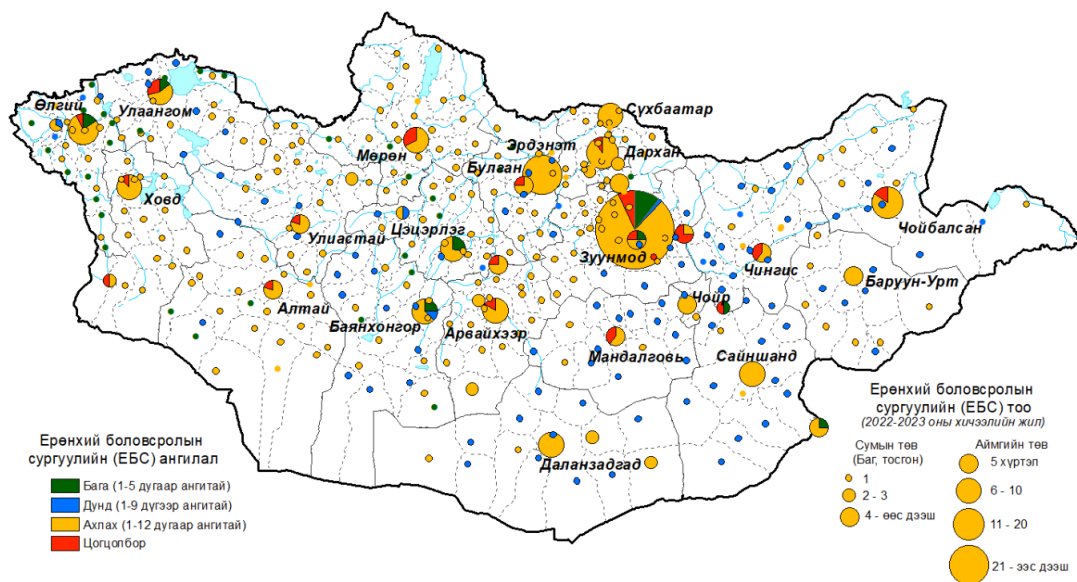 Сүхбаатар
Өлгий
Улаангом
Эрдэнэт
Дархан
Мөрөн
Булган
Ховд
Цэцэрлэг
Чойбалсан
Улиастай
Зуунмод
Чингис
Баруун-Урт
Алтай
Чойр
Баянхонгор
Арвайхээр
Мандалговь
Сайншанд
Даланзадгад
Ерөнхий боловсролын
сургуулийн (ЕБС) ангилал
Бага (1-5 дугаар ангитай)
Дунд (1-9 дүгээр ангитай)
Ахлах (1-12 дугаар ангитай)
Цогцолбор
Ерөнхий боловсролын
сургуулийн (ЕБС) тоо
(2022-2023 оны хичээлийн жил)
Сумын төв
(Баг, тосгон)
1
2 - 3
4 - өөс дээш
Аймгийн төв
5 хүртэл
6 - 10
11 - 20
21 - ээс дээш